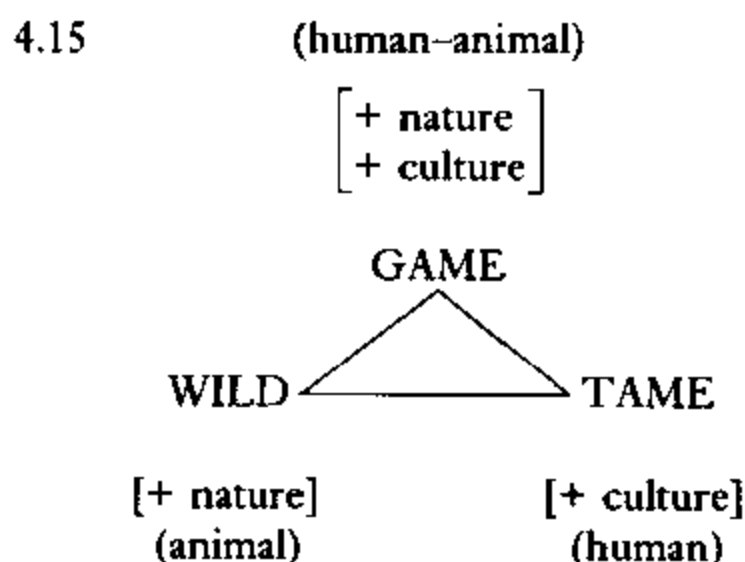 4.15 (human–animal)
[+ nature
+ culture]
GAME
WILD TAME
[+ nature] [+ culture]
(animal) (human)